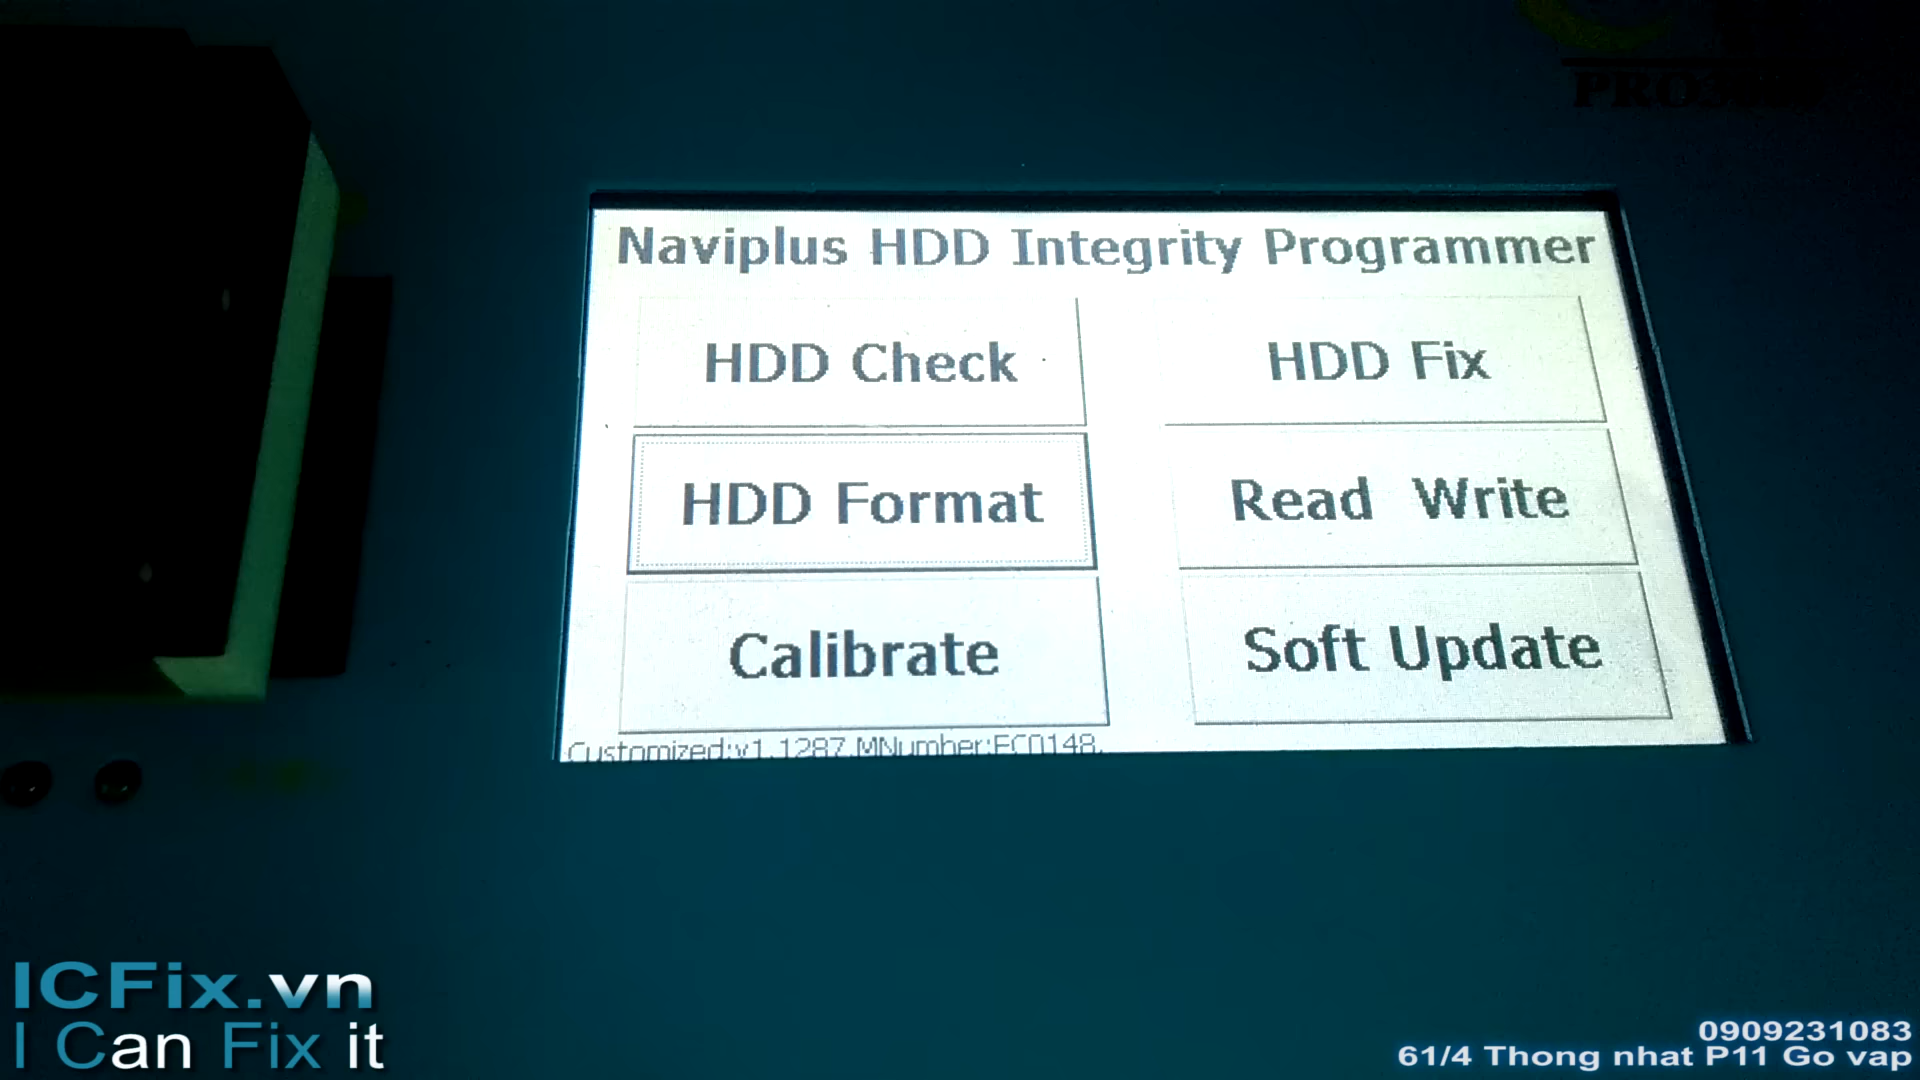 Naviplus HDD Integrity Programmer
HDD Check
HDD Fix
HDD Format
Read  Write
Calibrate
Soft Update
Customized:v1.1287,MNumber:EC0148,
ICFix.vn
I Can Fix it
0909231083
61/4 Thong nhat P11 Go vap